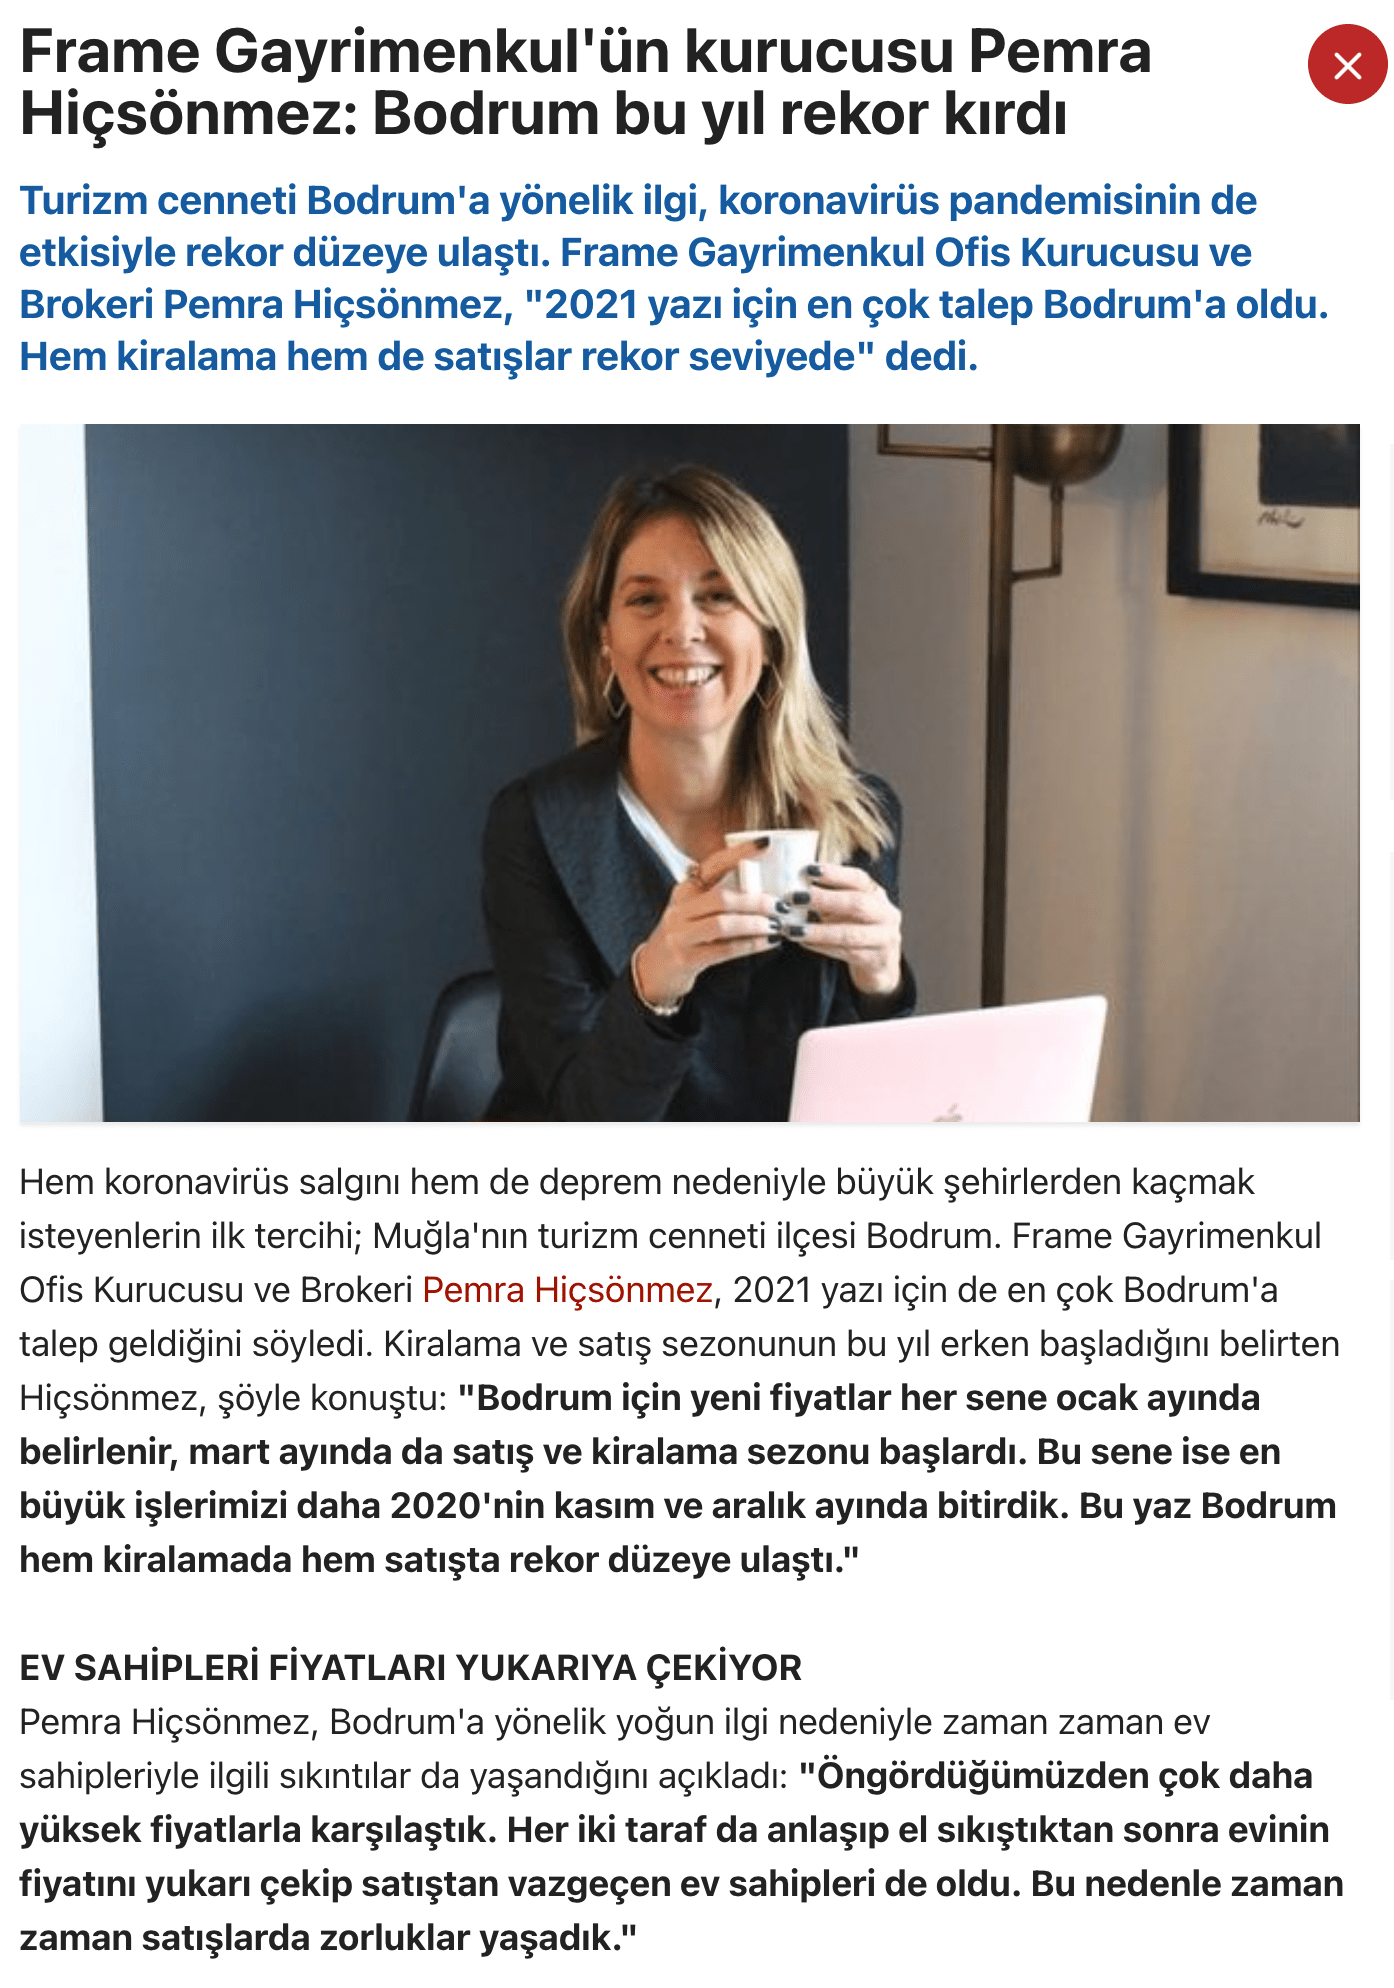 Frame Gayrimenkul'ün kurucusu Pemra
Hiçsönmez: Bodrum bu yıl rekor kırdı
Turizm cenneti Bodrum'a yönelik ilgi, koronavirüs pandemisinin de
etkisiyle rekor düzeye ulaştı. Frame Gayrimenkul Ofis Kurucusu ve
Brokeri Pemra Hiçsönmez, "2021 yazı için en çok talep Bodrum'a oldu.
Hem kiralama hem de satışlar rekor seviyede" dedi.
Hem koronavirüs salgını hem de deprem nedeniyle büyük şehirlerden kaçmak
isteyenlerin ilk tercihi; Muğla'nın turizm cenneti ilçesi Bodrum. Frame Gayrimenkul
Ofis Kurucusu ve Brokeri Pemra Hiçsönmez, 2021 yazı için de en çok Bodrum'a
talep geldiğini söyledi. Kiralama ve satış sezonunun bu yıl erken başladığını belirten
Hiçsönmez, şöyle konuştu: "Bodrum için yeni fiyatlar her sene ocak ayında
belirlenir, mart ayında da satış ve kiralama sezonu başlardı. Bu sene ise en
büyük işlerimizi daha 2020'nin kasım ve aralık ayında bitirdik. Bu yaz Bodrum
hem kiralamada hem satışta rekor düzeye ulaştı."
EV SAHİPLERİ FİYATLARI YUKARIYA ÇEKİYOR
Pemra Hiçsönmez, Bodrum'a yönelik yoğun ilgi nedeniyle zaman zaman ev
sahipleriyle ilgili sıkıntılar da yaşandığını açıkladı: "Öngördüğümüzden çok daha
yüksek fiyatlarla karşılaştık. Her iki taraf da anlaşıp el sıkıştıktan sonra evinin
fiyatını yukarı çekip satıştan vazgeçen ev sahipleri de oldu. Bu nedenle zaman
zaman satışlarda zorluklar yaşadık."